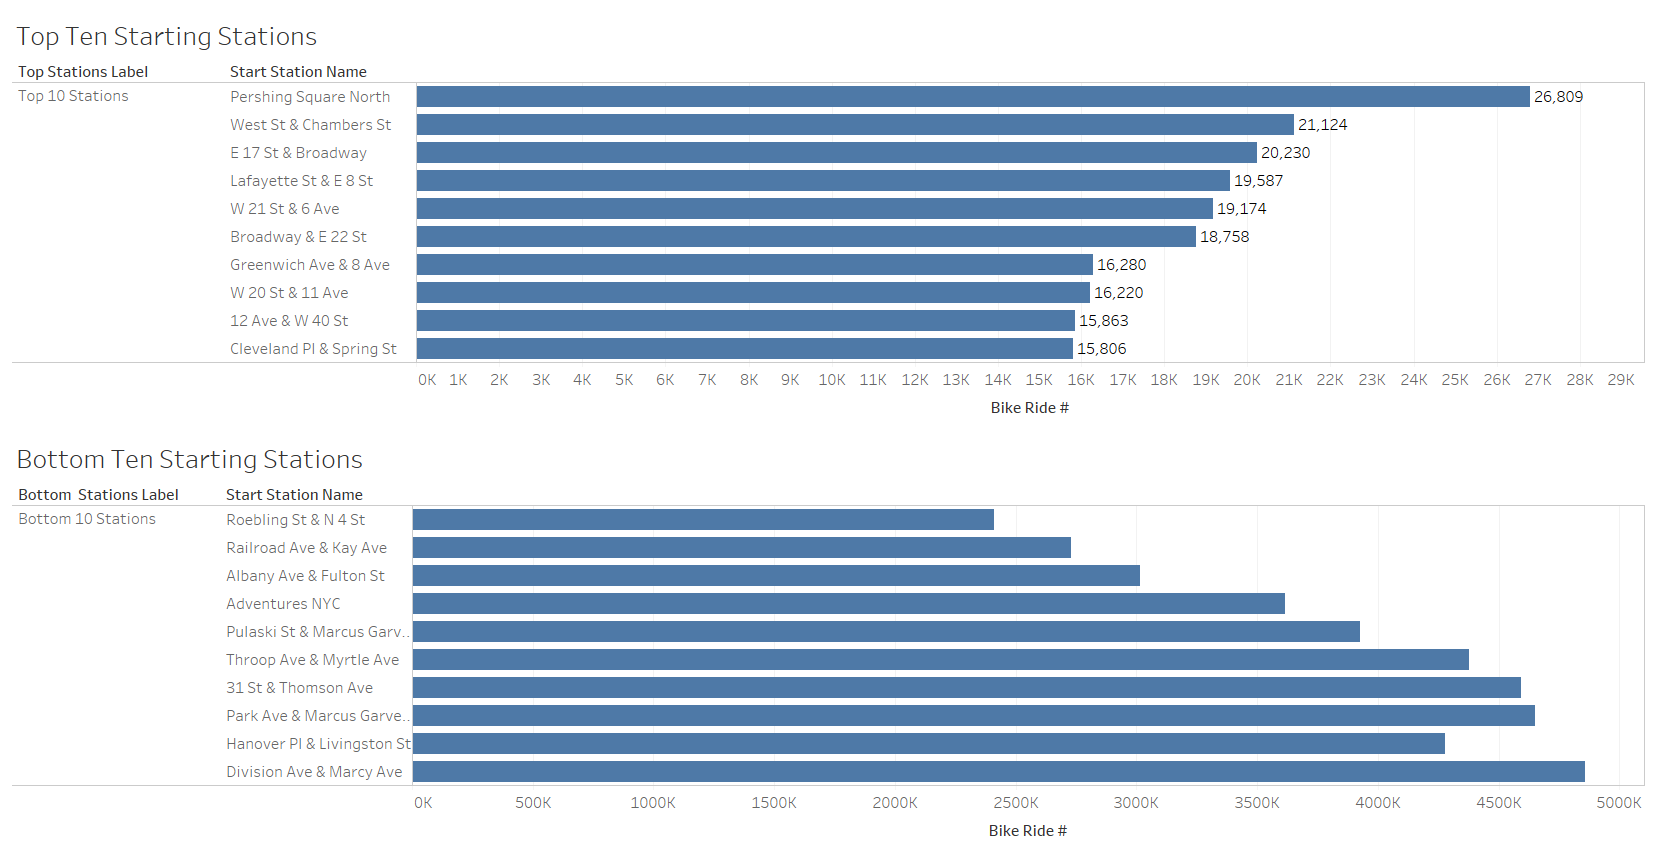 Top Ten Starting Stations
Top Stations Label Start Station Name
Top 10 Stations Pershing Square North 26,809
West St & Chambers St 21,124
E 17 St & Broadway 20,230
Lafayette St & E 8 St 19,587
W 21 St & 6 Ave 19,174
Broadway & E 22 St 18,758
Greenwich Ave & 8 Ave 16,280
W 20 St & 11 Ave 16,220
12 Ave & W 40 St 15,863
Cleveland Pl & Spring St 15,806
0K 1K 2K 3K 4K 5K 6K 7K 8K 9K 10K 11K 12K 13K 14K 15K 16K 17K 18K 19K 20K 21K 22K 23K 24K 25K 26K 27K 28K 29K
Bike Ride #
Bottom Ten Starting Stations
Bottom Stations Label Start Station Name
Bottom 10 Stations Roebling St & N 4 St
Railroad Ave & Kay Ave
Albany Ave & Fulton St
Adventures NYC
Pulaski St & Marcus Garv..
Throop Ave & Myrtle Ave
31 St & Thomson Ave
Park Ave & Marcus Garve..
Hanover Pl & Livingston St
Division Ave & Marcy Ave
0K 500K 1000K 1500K 2000K 2500K 3000K 3500K 4000K 4500K 5000K
Bike Ride #